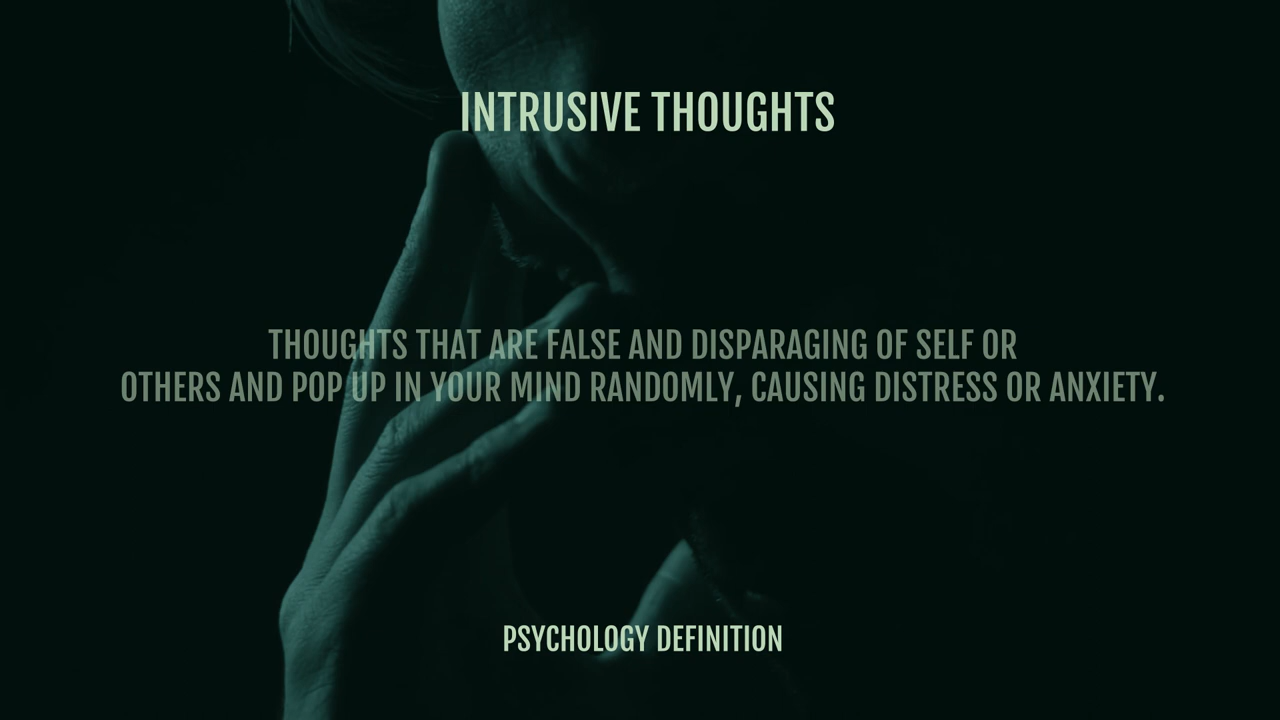 INTRUSIVE THOUGHTS
THOUGHTS THAT ARE FALSE AND DISPARAGING OF SELF OR
OTHERS AND POP UP IN YOUR MIND RANDOMLY, CAUSING DISTRESS OR ANXIETY.
PSYCHOLOGY DEFINITION